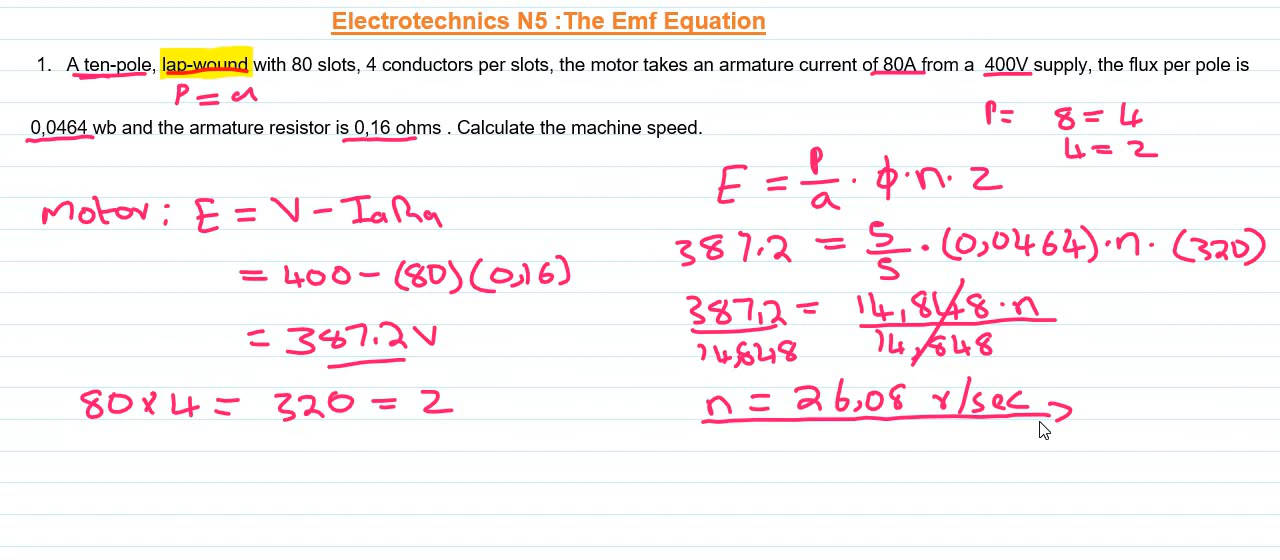 Electrotechnics N5 :The Emf Equation
1. A ten-pole, lap-wound with 80 slots, 4 conductors per slots, the motor takes an armature current of 80A from a 400V supply, the flux per pole is
P = a
0,0464 wb and the armature resistor is 0,16 ohms . Calculate the machine speed.
P = 8 = 4
4 = 2
Motor : E = V - IaRa
= 400 - (80)(0,16)
= 387.2V
80 x 4 = 320 = Z
E = P/a . ϕ . n . Z
387.2 = 5/5 . (0,0464) . n . (320)
387,2 = 14,848 . n
14,848 14,848
n = 26,08 r/sec